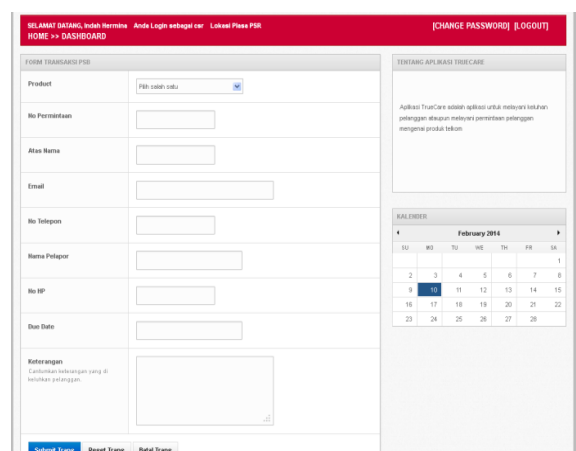 SELAMAT DATANG, Indah Hermina Anda Login sebagai csr Lokasi Plasa PSR
[CHANGE PASSWORD] [LOGOUT]
HOME >> DASHBOARD
FORM TRANSAKSI PSB
Product
Pilih salah satu
No Permintaan
Atas Nama
Email
No Telepon
Nama Pelapor
No HP
Due Date
Keterangan
Cantumkan keterangan yang di
keluhkan pelanggan.
Submit Trans Reset Trans Batal Trans
TENTANG APLIKASI TRUECARE
Aplikasi TrueCare adalah aplikasi untuk melayani keluhan
pelanggan ataupun melayani permintaan pelanggan
mengenai produk telkom
KALENDER
February 2014
SU MO TU WE TH FR SA
1
2 3 4 5 6 7 8
9 10 11 12 13 14 15
16 17 18 19 20 21 22
23 24 25 26 27 28